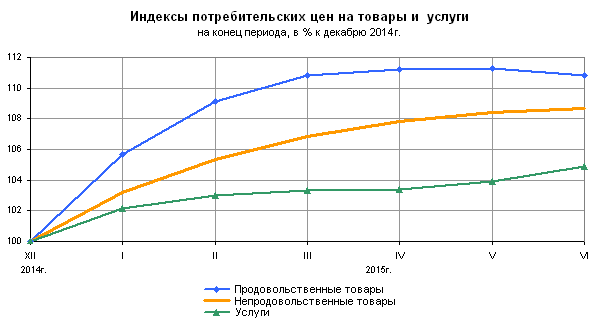 Индексы потребительских цен на товары и услуги
на конец периода, в % к декабрю 2014г.
112
110
108
106
104
102
100
XII I II III IV V VI
2014г. 2015г.
Продовольственные товары
Непродовольственные товары
Услуги